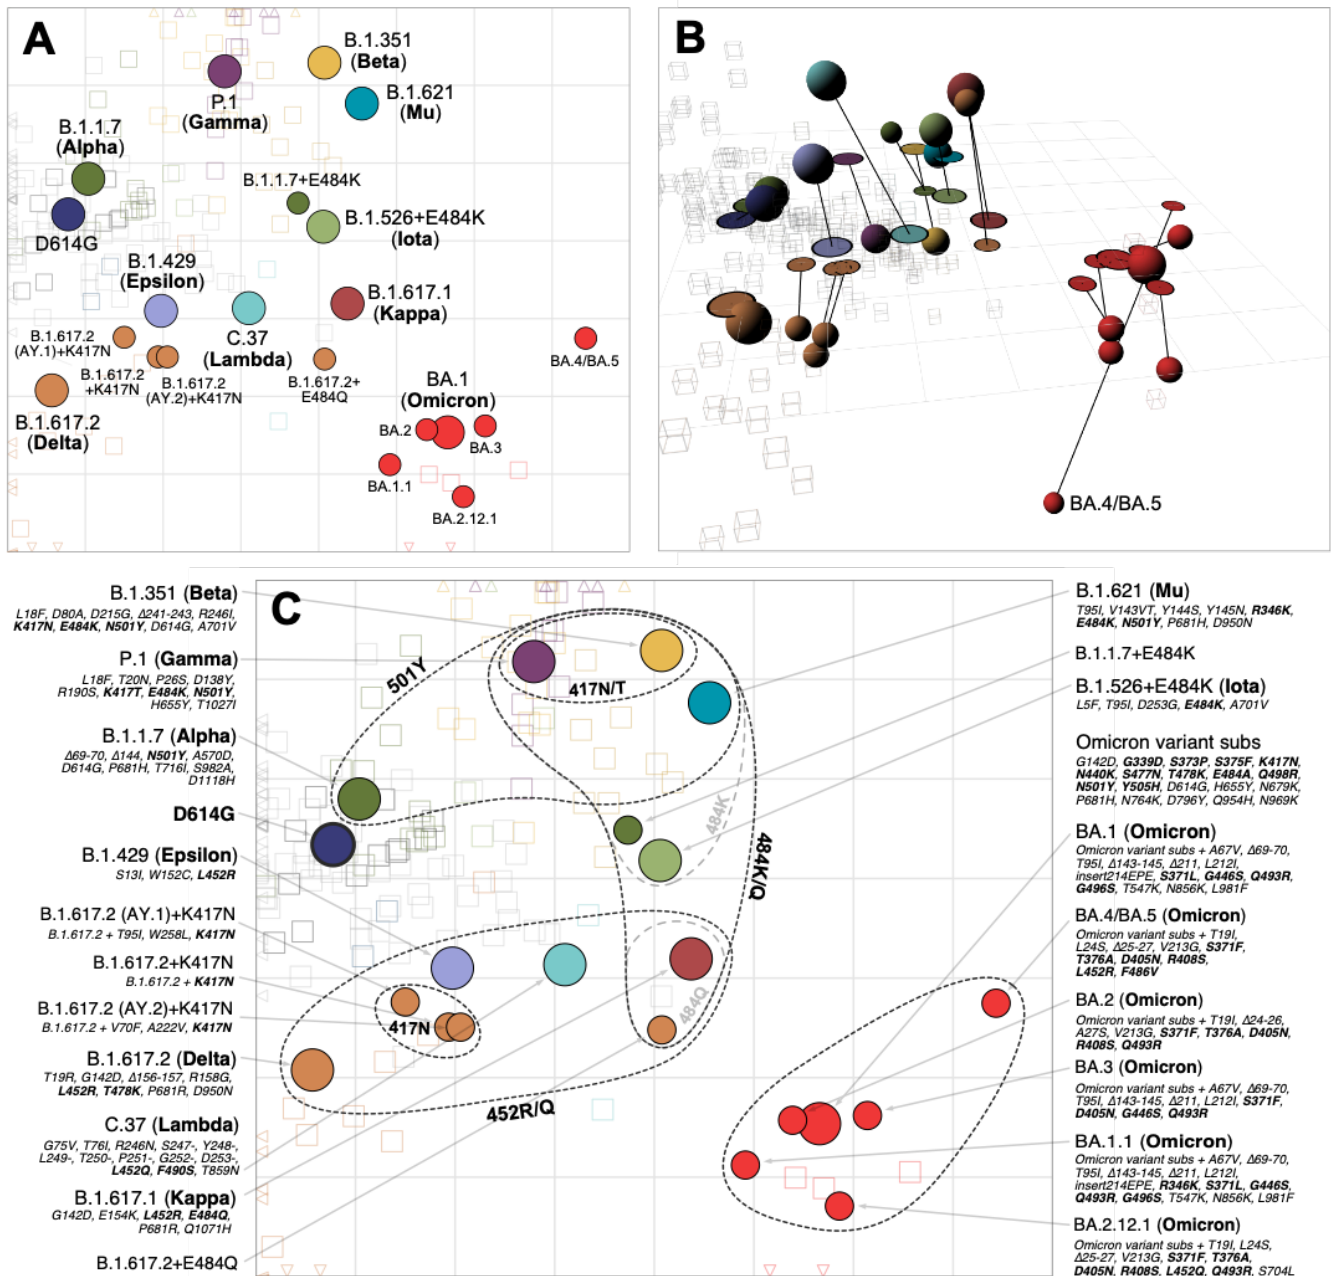 A
B.1.351
(Beta)
P.1
(Gamma)
B.1.621
(Mu)
B.1.1.7
(Alpha)
B.1.1.7+E484K
B.1.526+E484K
(Iota)
D614G
B.1.429
(Epsilon)
B.1.617.1
(Kappa)
C.37
(Lambda)
B.1.617.2
(AY.1)+K417N
B.1.617.2
+K417N
B.1.617.2
(AY.2)+K417N
B.1.617.2+
E484Q
BA.4/BA.5
B.1.617.2
(Delta)
BA.1
(Omicron)
BA.2
BA.3
BA.1.1
BA.2.12.1
B
BA.4/BA.5
C
B.1.351 (Beta)
L18F, D80A, D215G, Δ241-243, R246I,
K417N, E484K, N501Y, D614G, A701V
P.1 (Gamma)
L18F, T20N, P26S, D138Y,
R190S, K417T, E484K, N501Y,
H655Y, T1027I
B.1.1.7 (Alpha)
Δ69-70, Δ144, N501Y, A570D,
D614G, P681H, T716I, S982A,
D1118H
D614G
B.1.429 (Epsilon)
S13I, W152C, L452R
B.1.617.2 (AY.1)+K417N
B.1.617.2 + T95I, W258L, K417N
B.1.617.2+K417N
B.1.617.2 + K417N
B.1.617.2 (AY.2)+K417N
B.1.617.2 + V70F, A222V, K417N
B.1.617.2 (Delta)
T19R, G142D, Δ156-157, R158G,
L452R, T478K, P681R, D950N
C.37 (Lambda)
G75V, T76I, R246N, S247-, Y248-,
L249-, T250-, P251-, G252-, D253-,
L452Q, F490S, T859N
B.1.617.1 (Kappa)
G142D, E154K, L452R, E484Q,
P681R, Q1071H
B.1.617.2+E484Q
501Y
417N/T
484K
484K/Q
484Q
417N
452R/Q
B.1.621 (Mu)
T95I, V143VT, Y144S, Y145N, R346K,
E484K, N501Y, P681H, D950N
B.1.1.7+E484K
B.1.526+E484K (Iota)
L5F, T95I, D253G, E484K, A701V
Omicron variant subs
G142D, G339D, S373P, S375F, K417N,
N440K, S477N, T478K, E484A, Q498R,
N501Y, Y505H, D614G, H655Y, N679K,
P681H, N764K, D796Y, Q954H, N969K
BA.1 (Omicron)
Omicron variant subs + A67V, Δ69-70,
T95I, Δ143-145, Δ211, L212I,
insert214EPE, S371L, G446S, Q493R,
G496S, T547K, N856K, L981F
BA.4/BA.5 (Omicron)
Omicron variant subs + T19I,
L24S, Δ25-27, V213G, S371F,
T376A, D405N, R408S,
L452R, F486V
BA.2 (Omicron)
Omicron variant subs + T19I, Δ24-26,
A27S, V213G, S371F, T376A, D405N,
R408S, Q493R
BA.3 (Omicron)
Omicron variant subs + A67V, Δ69-70,
T95I, Δ143-145, Δ211, L212I, S371F,
D405N, G446S, Q493R
BA.1.1 (Omicron)
Omicron variant subs + A67V, Δ69-70,
T95I, Δ143-145, Δ211, L212I,
insert214EPE, R346K, S371L, G446S,
Q493R, G496S, T547K, N856K, L981F
BA.2.12.1 (Omicron)
Omicron variant subs + T19I, L24S,
Δ25-27, V213G, S371F, T376A,
D405N, R408S, L452Q, Q493R, S704L